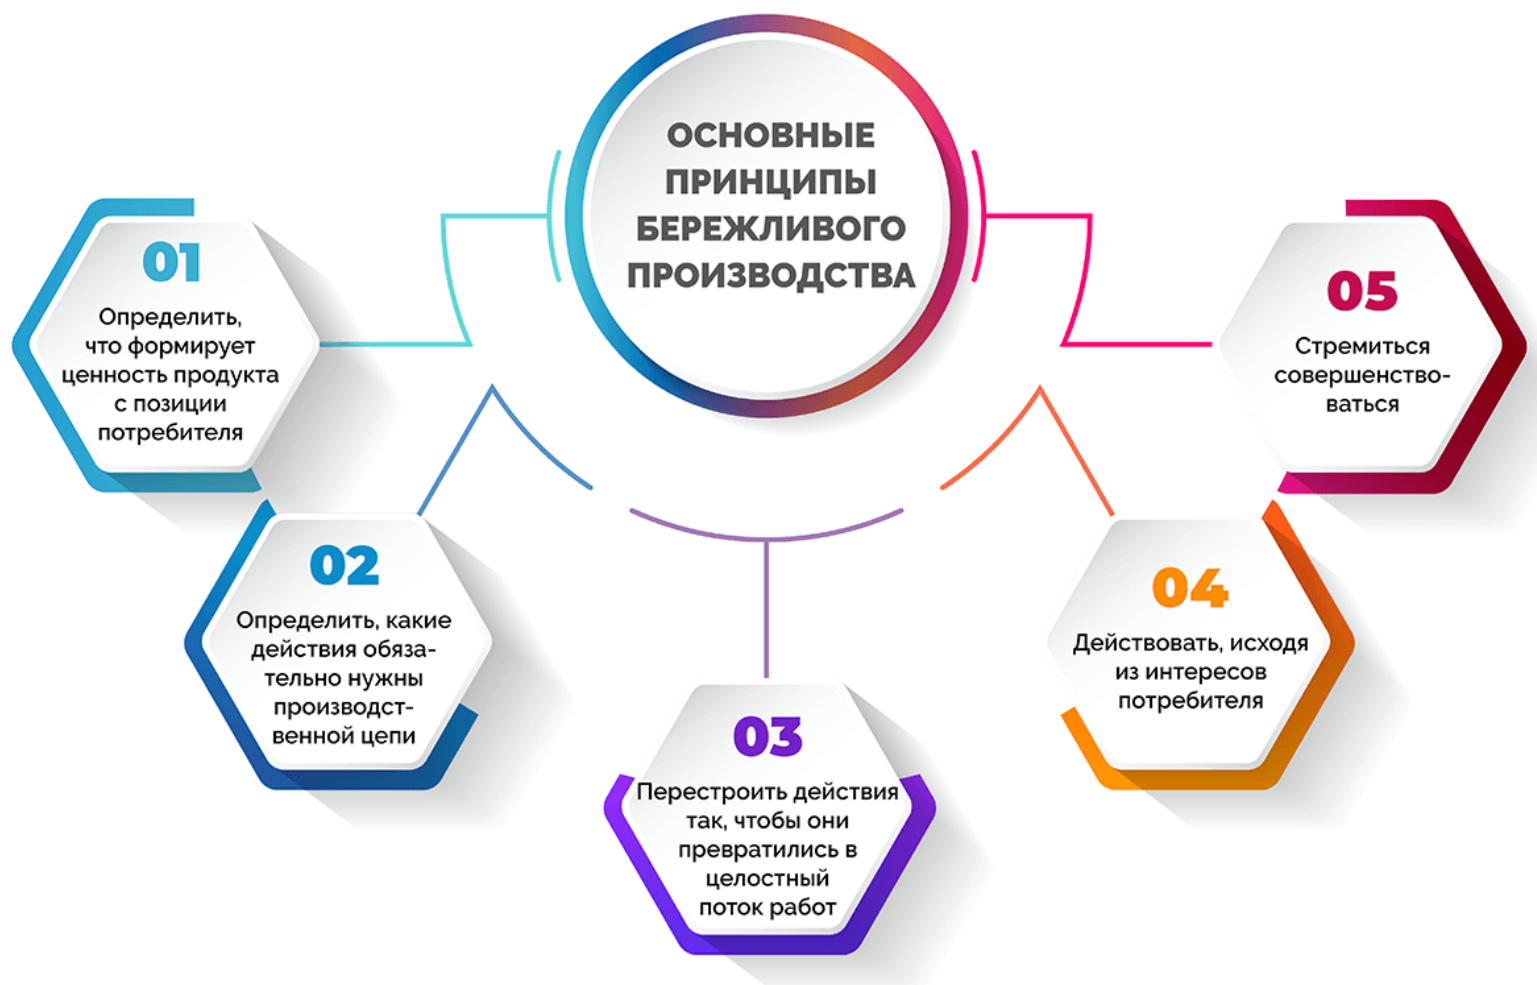 ОСНОВНЫЕ
ПРИНЦИПЫ
БЕРЕЖЛИВОГО
ПРОИЗВОДСТВА
01
Определить,
что формирует
ценность продукта
с позиции
потребителя
02
Определить, какие
действия обяза-
тельно нужны
производст-
венной цепи
03
Перестроить действия
так, чтобы они
превратились в
целостный
поток работ
04
Действовать, исходя
из интересов
потребителя
05
Стремиться
совершенство-
ваться